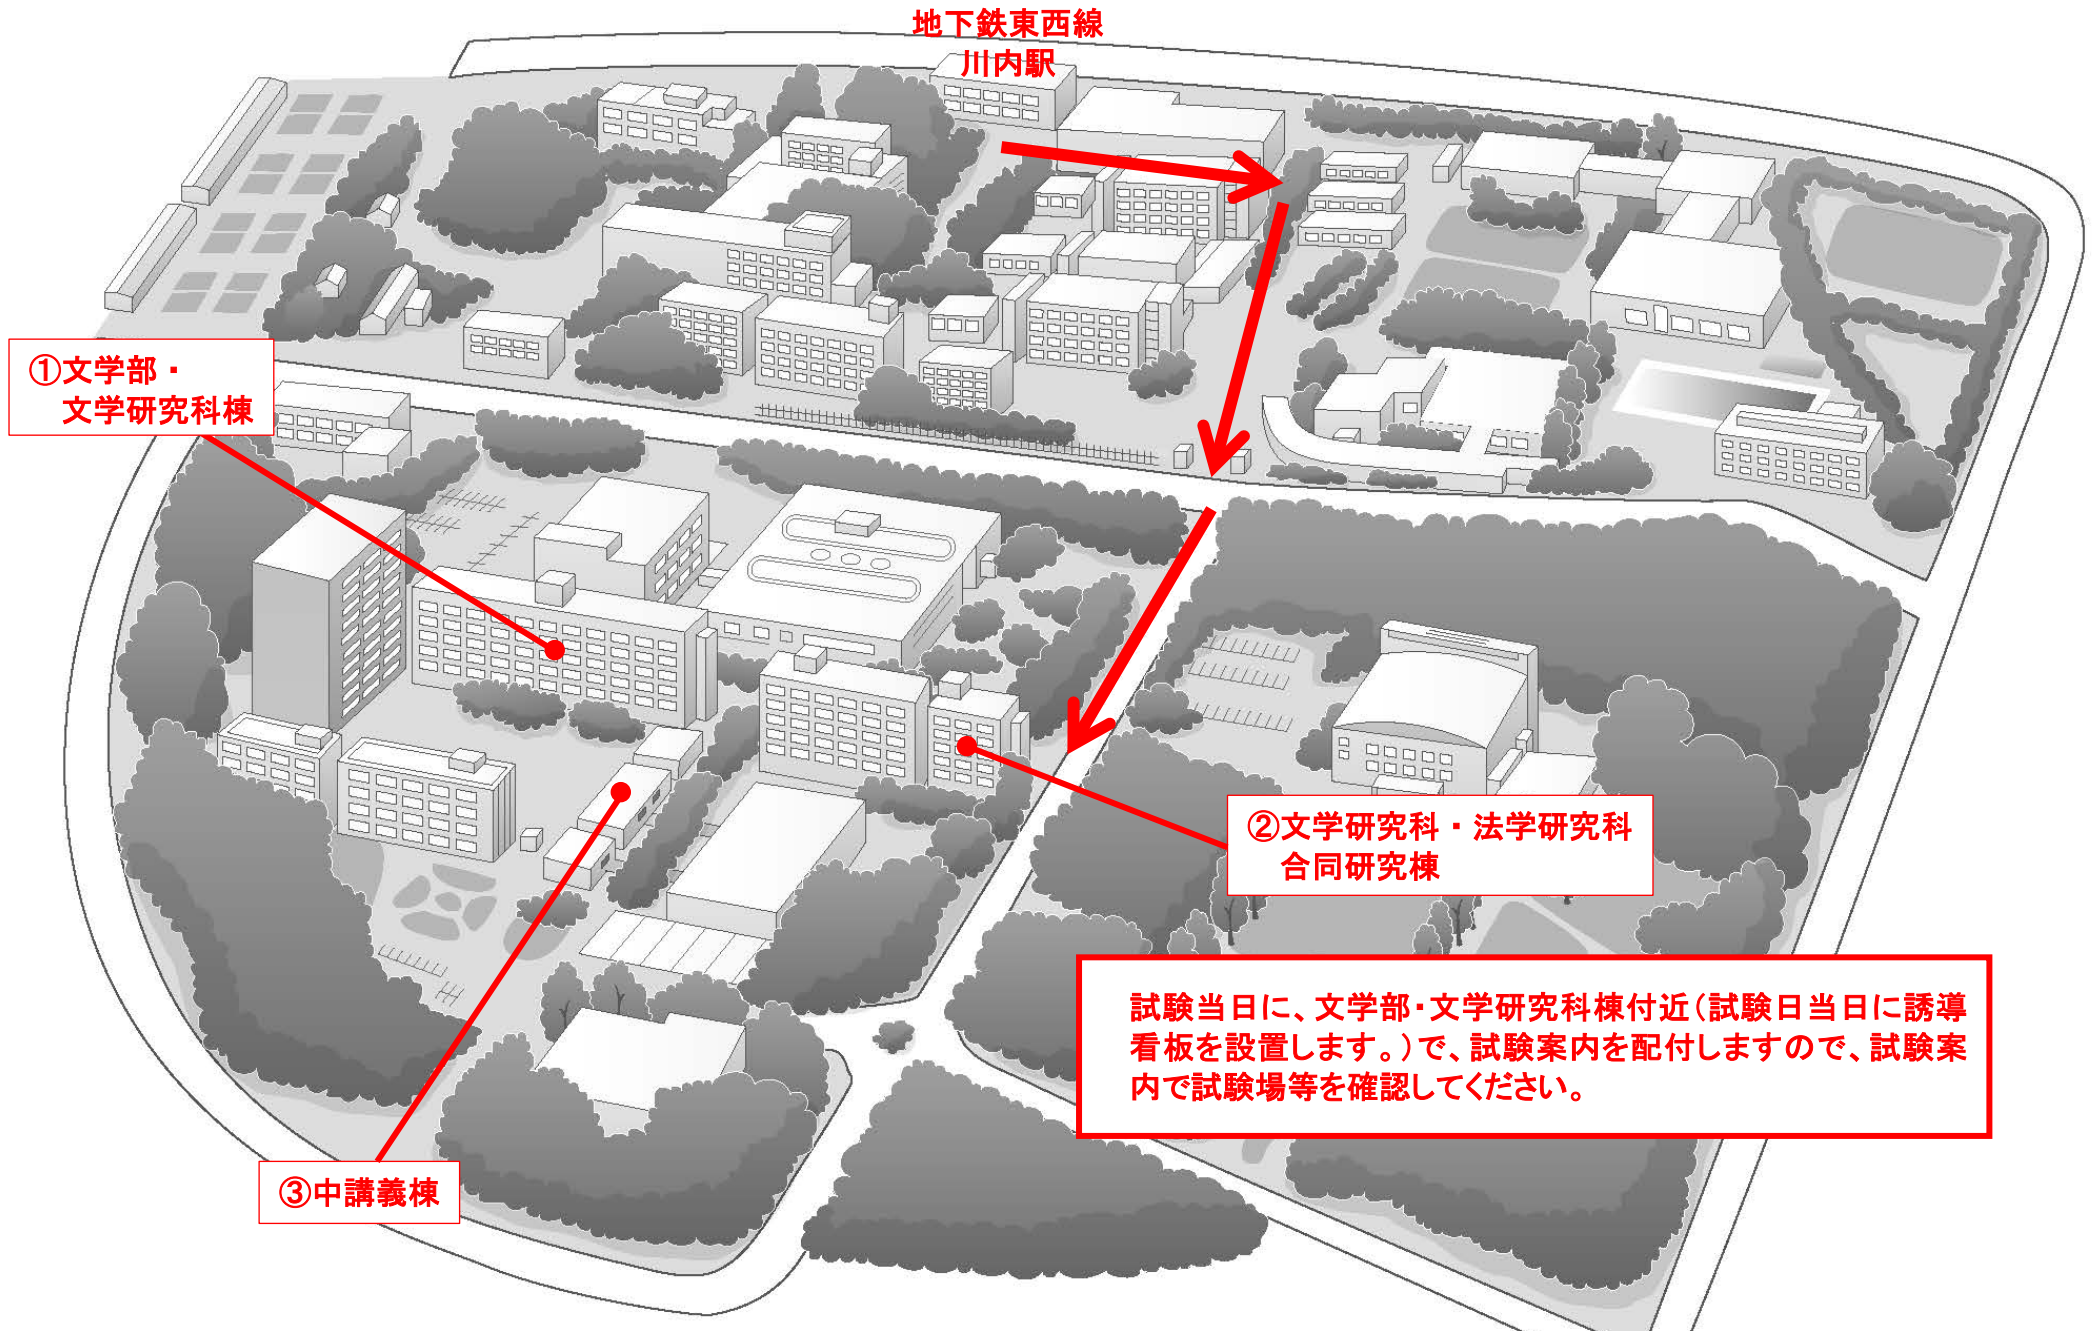 地下鉄東西線
川内駅
①文学部・
文学研究科棟
②文学研究科・法学研究科
合同研究棟
試験当日に、文学部・文学研究科棟付近(試験日当日に誘導
看板を設置します。)で、試験案内を配付しますので、試験案
内で試験場等を確認してください。
③中講義棟